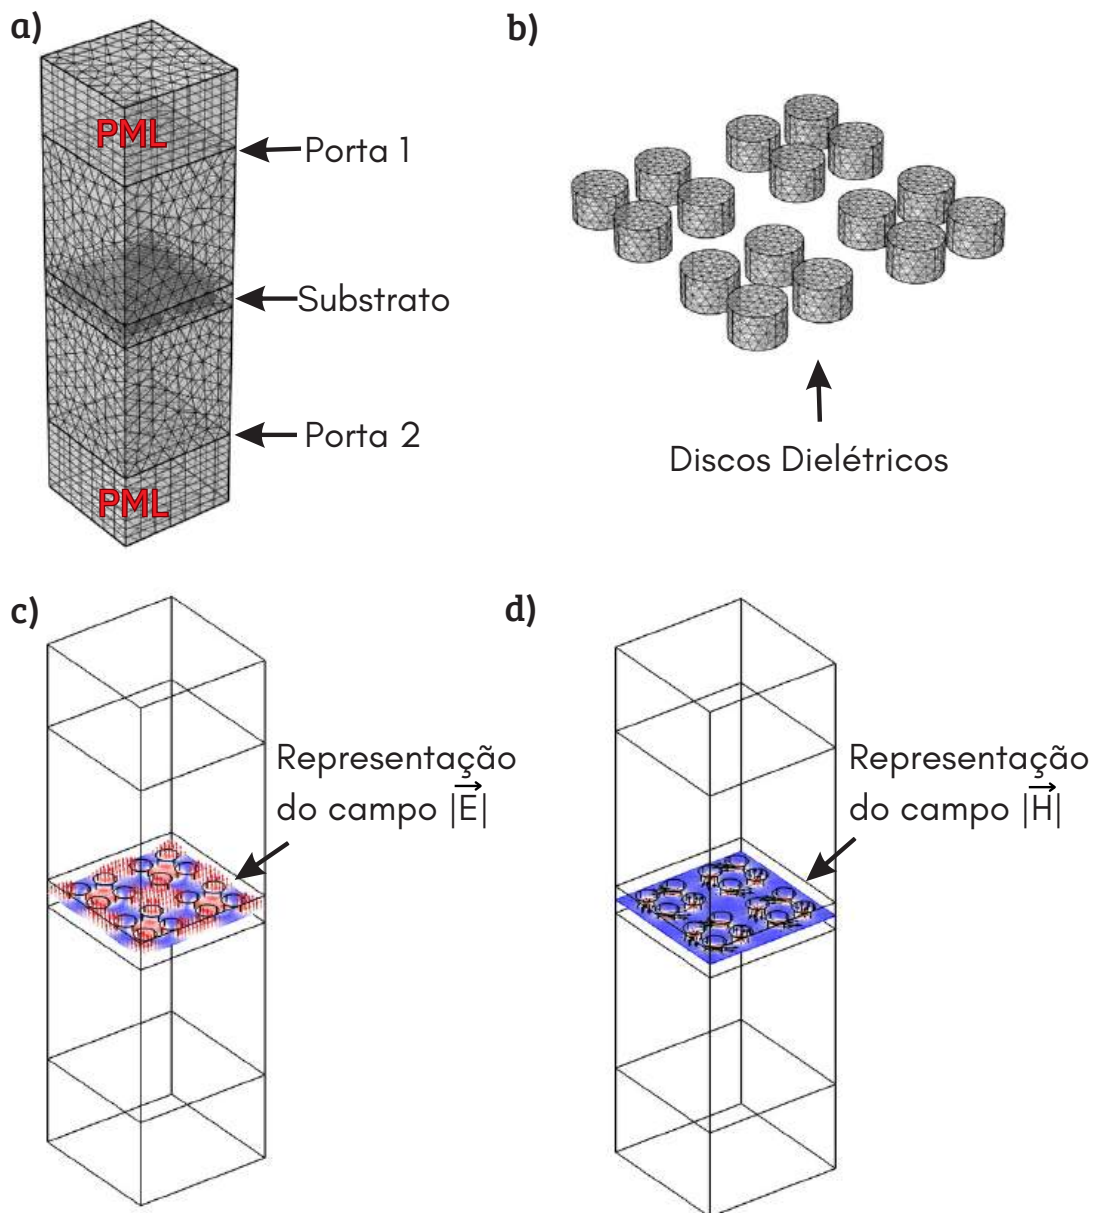 a)
PML
Porta 1
Substrato
Porta 2
PML
b)
Discos Dielétricos
c)
Representação
do campo |E⃗|
d)
Representação
do campo |H⃗|